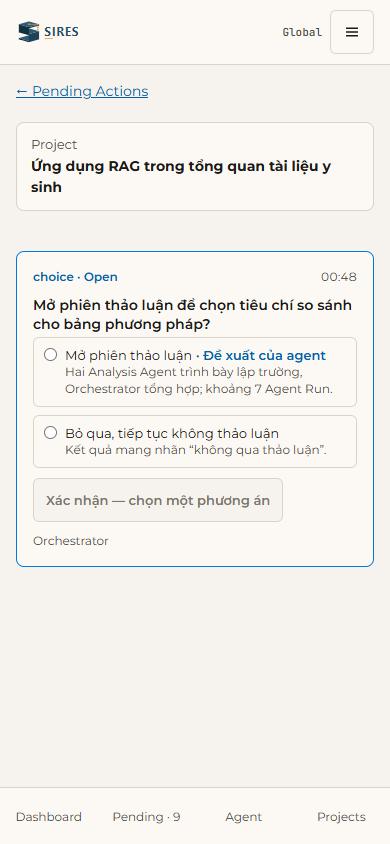 SIRES
Global
← Pending Actions
Project
Ứng dụng RAG trong tổng quan tài liệu y
sinh
choice · Open
00:48
Mở phiên thảo luận để chọn tiêu chí so sánh
cho bảng phương pháp?
Mở phiên thảo luận · Đề xuất của agent
Hai Analysis Agent trình bày lập trường,
Orchestrator tổng hợp; khoảng 7 Agent Run.
Bỏ qua, tiếp tục không thảo luận
Kết quả mang nhãn “không qua thảo luận”.
Xác nhận — chọn một phương án
Orchestrator
Dashboard
Pending · 9
Agent
Projects